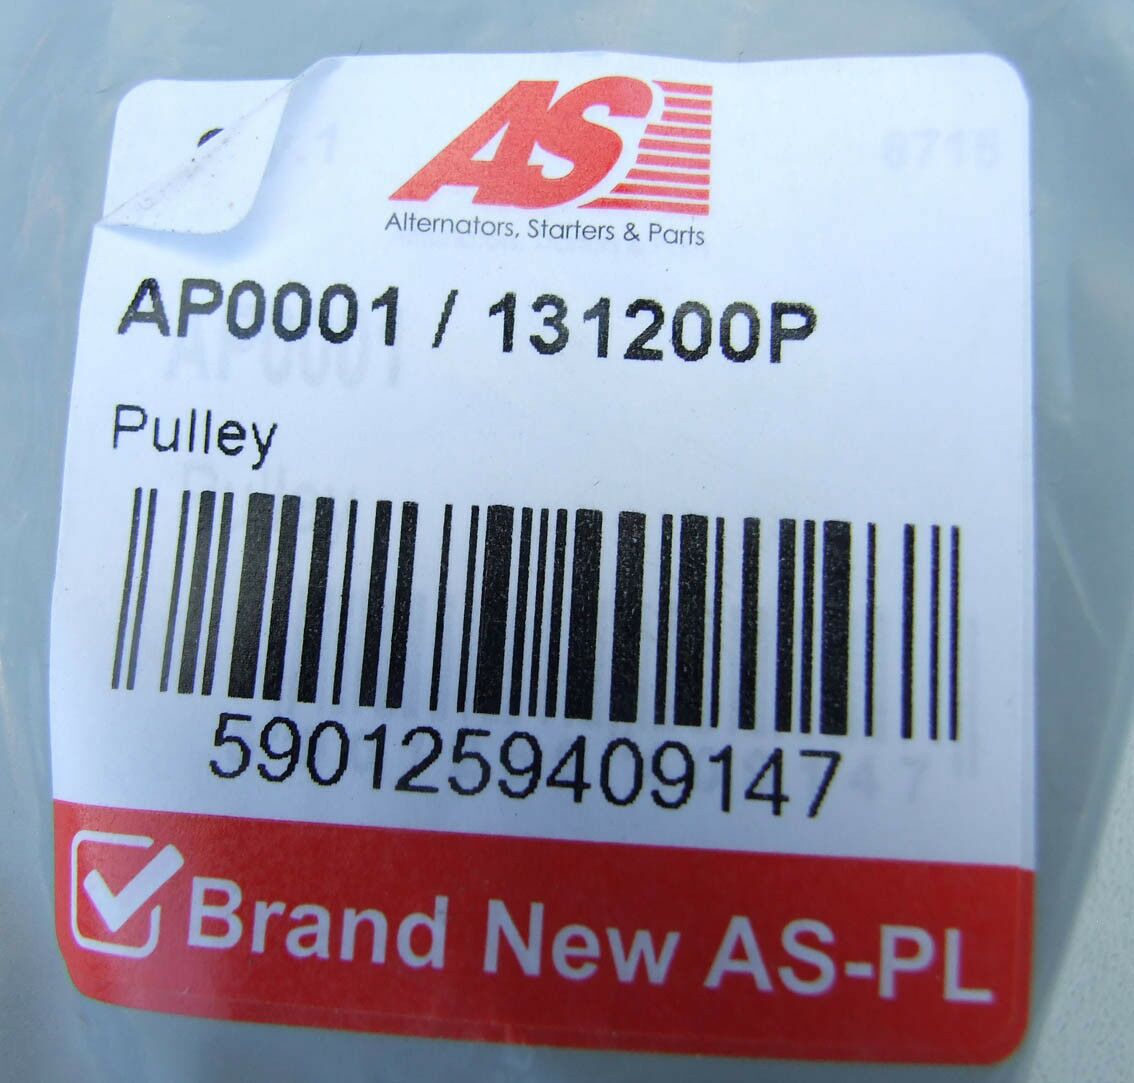 AS
Alternators, Starters & Parts
AP0001 / 131200P
Pulley
5901259409147
Brand New AS-PL